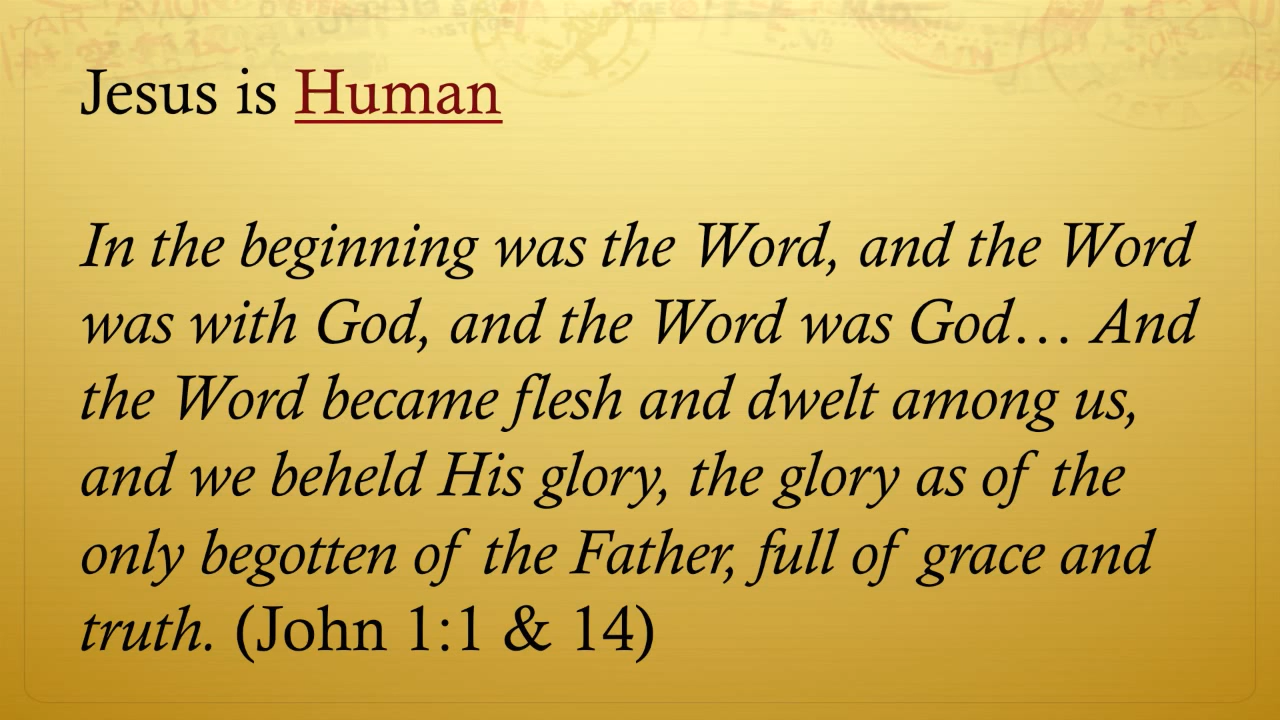 Jesus is Human
In the beginning was the Word, and the Word
was with God, and the Word was God… And
the Word became flesh and dwelt among us,
and we beheld His glory, the glory as of the
only begotten of the Father, full of grace and
truth. (John 1:1 & 14)